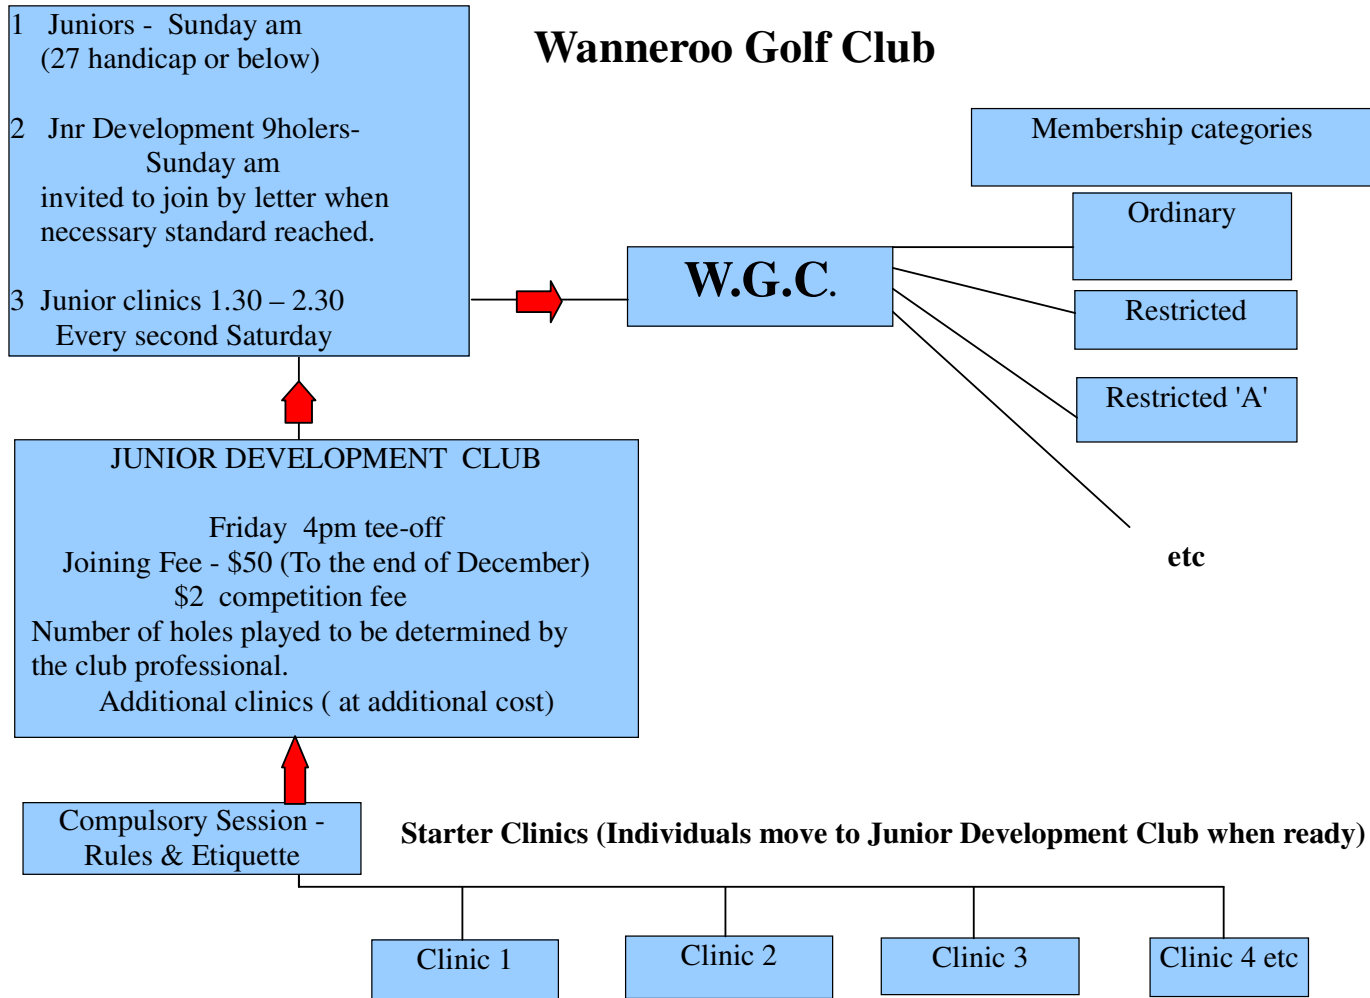 Wanneroo Golf Club
1 Juniors - Sunday am
(27 handicap or below)
2 Jnr Development 9holers-
Sunday am
invited to join by letter when
necessary standard reached.
3 Junior clinics 1.30 – 2.30
Every second Saturday
Membership categories
Ordinary
W.G.C.
Restricted
Restricted 'A'
etc
JUNIOR DEVELOPMENT CLUB
Friday 4pm tee-off
Joining Fee - $50 (To the end of December)
$2 competition fee
Number of holes played to be determined by
the club professional.
Additional clinics ( at additional cost)
Compulsory Session -
Rules & Etiquette
Starter Clinics (Individuals move to Junior Development Club when ready)
Clinic 1
Clinic 2
Clinic 3
Clinic 4 etc